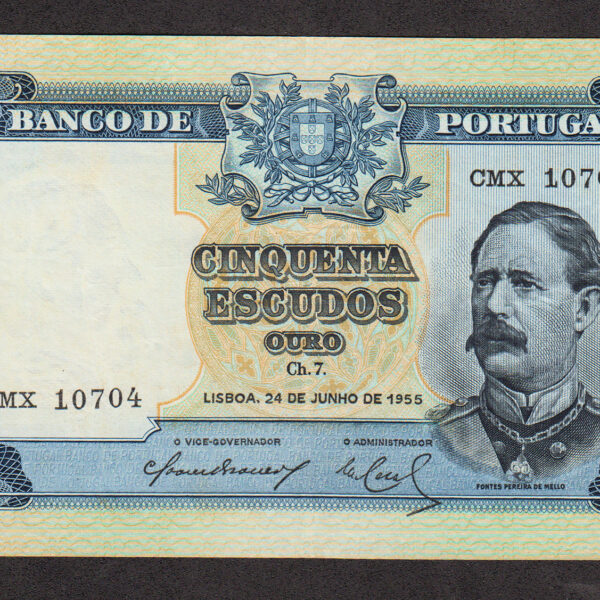 BANCO DE PORTUGA
CMX 107
CINQUENTA
ESCUDOS
OURO
Ch. 7.
MX 10704
LISBOA, 24 DE JUNHO DE 1955
O VICE-GOVERNADOR O ADMINISTRADOR
FONTES PEREIRA DE MELLO